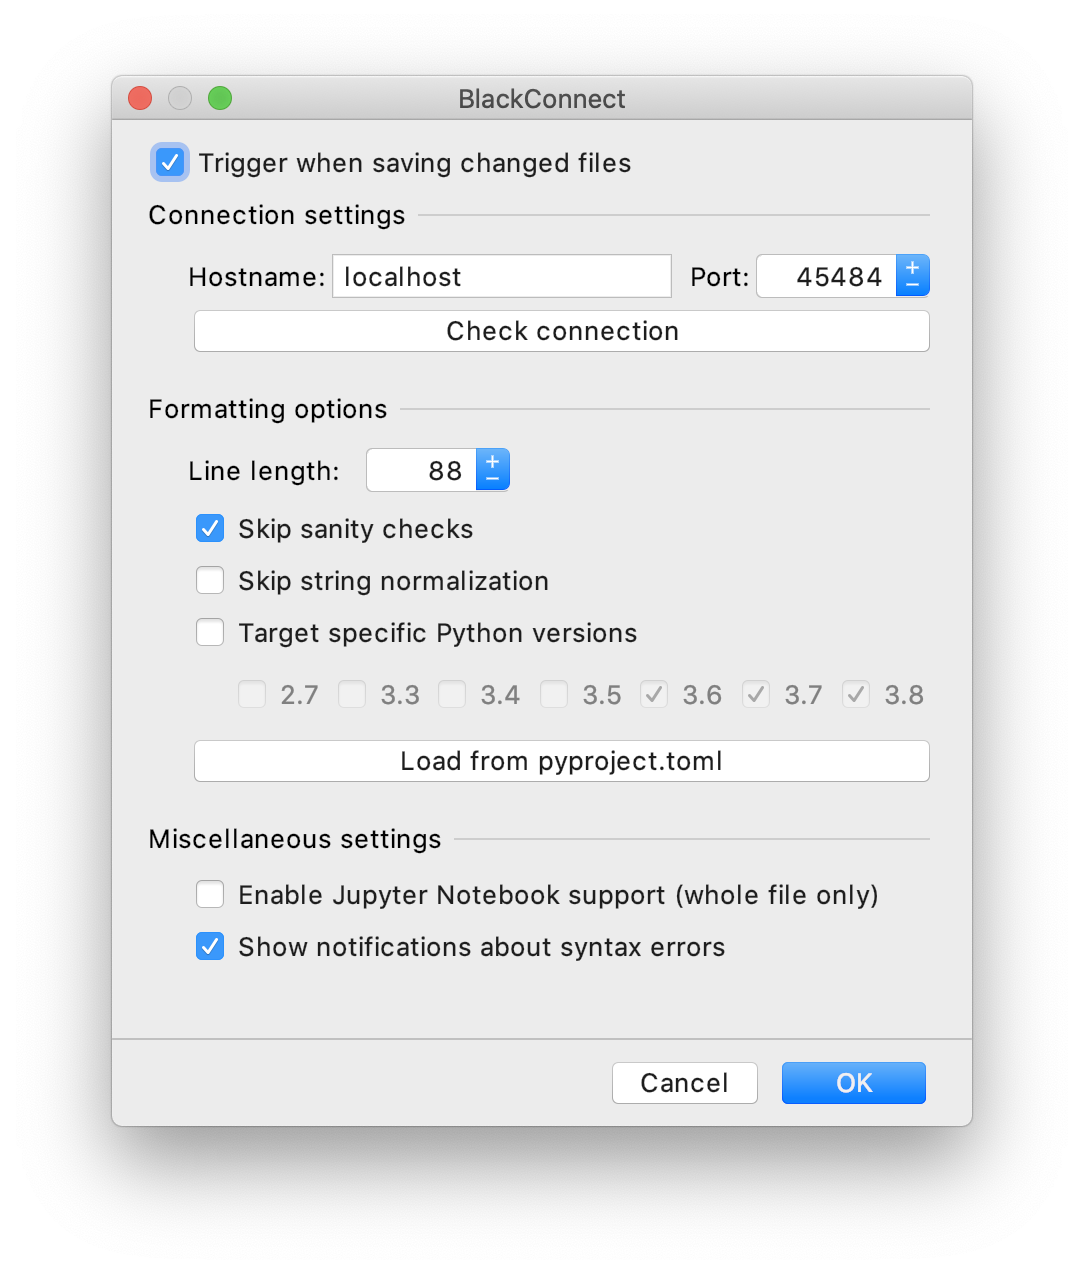 BlackConnect
Trigger when saving changed files
Connection settings
Hostname: localhost Port: 45484
Check connection
Formatting options
Line length: 88
Skip sanity checks
Skip string normalization
Target specific Python versions
2.7 3.3 3.4 3.5 3.6 3.7 3.8
Load from pyproject.toml
Miscellaneous settings
Enable Jupyter Notebook support (whole file only)
Show notifications about syntax errors
Cancel OK